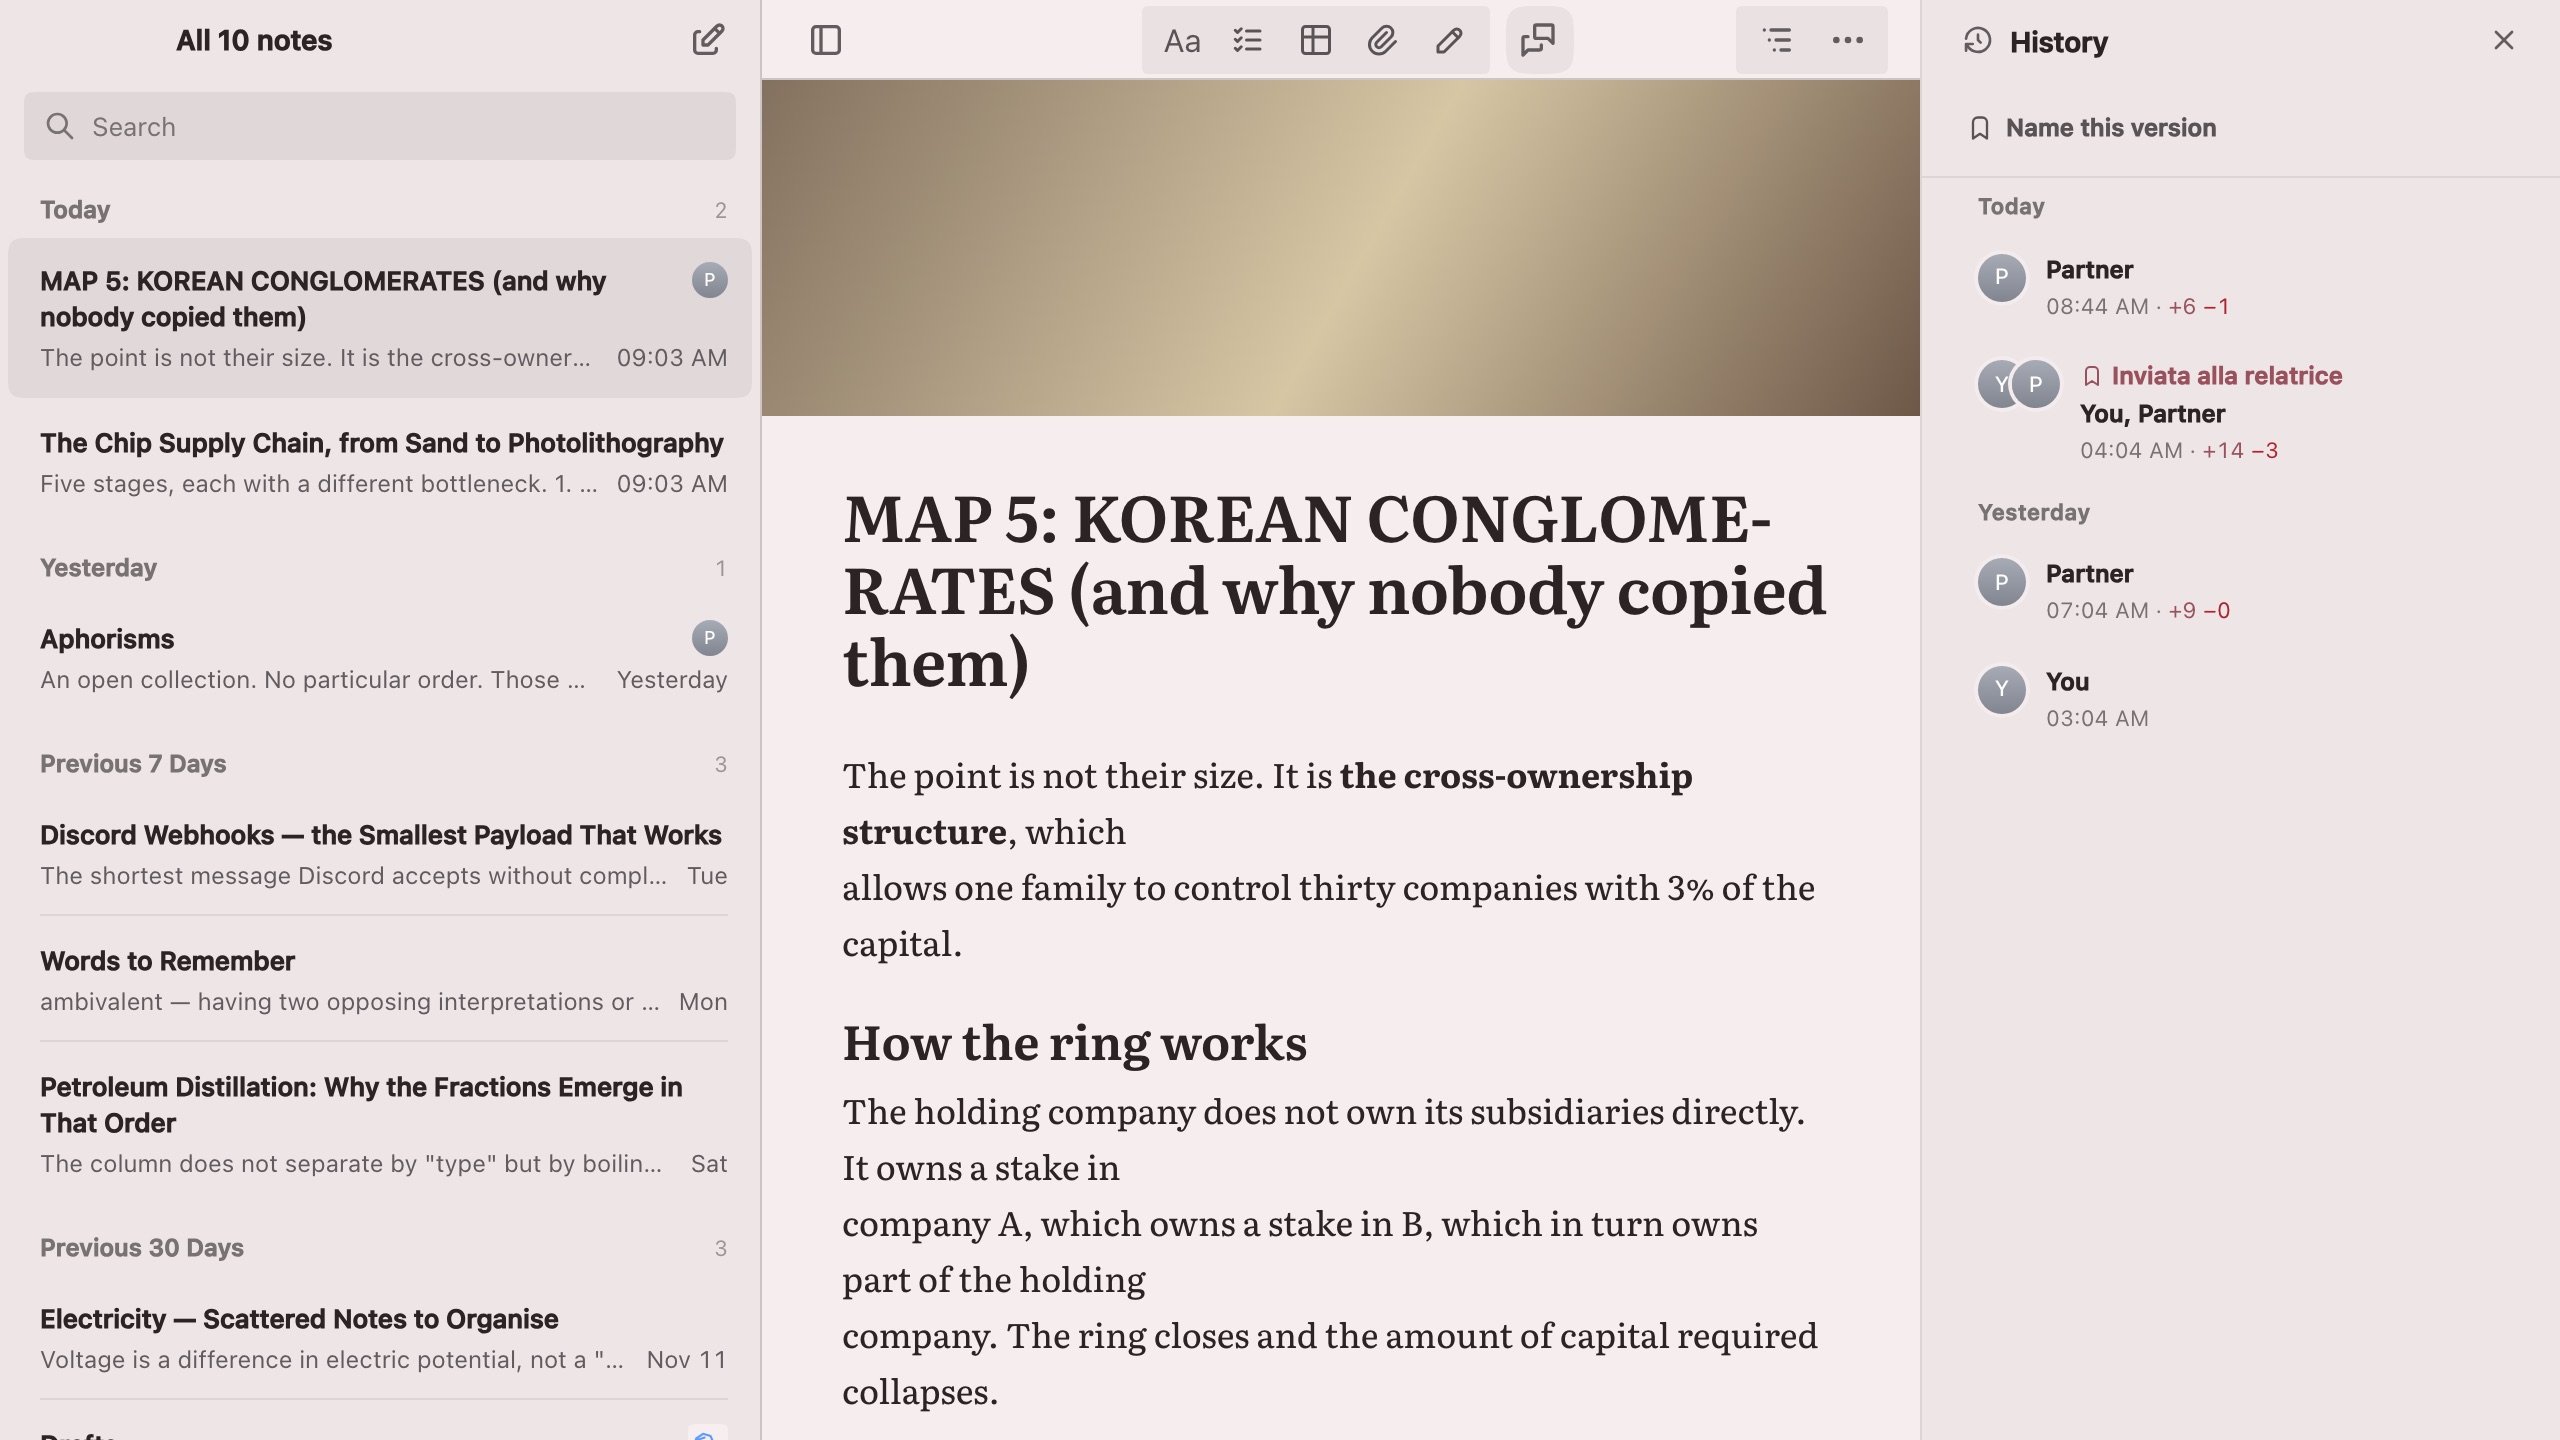 All 10 notes
Search
Today
2
MAP 5: KOREAN CONGLOMERATES (and why
nobody copied them)
P
The point is not their size. It is the cross-owner...
09:03 AM
The Chip Supply Chain, from Sand to Photolithography
Five stages, each with a different bottleneck. 1. ...
09:03 AM
Yesterday
1
Aphorisms
P
An open collection. No particular order. Those ...
Yesterday
Previous 7 Days
3
Discord Webhooks — the Smallest Payload That Works
The shortest message Discord accepts without compl...
Tue
Words to Remember
ambivalent — having two opposing interpretations or ...
Mon
Petroleum Distillation: Why the Fractions Emerge in
That Order
The column does not separate by "type" but by boilin...
Sat
Previous 30 Days
3
Electricity — Scattered Notes to Organise
Voltage is a difference in electric potential, not a "...
Nov 11
Aa
MAP 5: KOREAN CONGLOME-
RATES (and why nobody copied
them)
The point is not their size. It is the cross-ownership
structure, which
allows one family to control thirty companies with 3% of the
capital.
How the ring works
The holding company does not own its subsidiaries directly.
It owns a stake in
company A, which owns a stake in B, which in turn owns
part of the holding
company. The ring closes and the amount of capital required
collapses.
History
Name this version
Today
P
Partner
08:44 AM · +6 −1
Y
P
Inviata alla relatrice
You, Partner
04:04 AM · +14 −3
Yesterday
P
Partner
07:04 AM · +9 −0
Y
You
03:04 AM